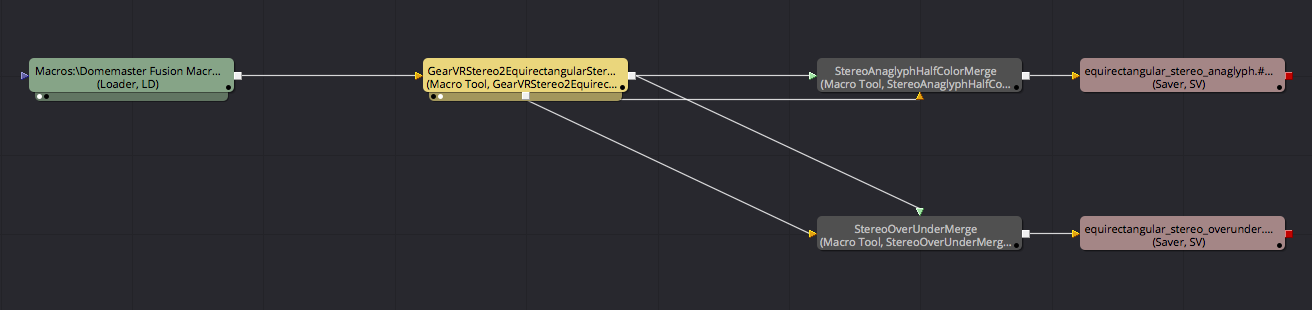 Macros:\Domemaster Fusion Macr...
(Loader, LD)
GearVRStereo2EquirectangularSter...
(Macro Tool, GearVRStereo2Equirec...
StereoAnaglyphHalfColorMerge
(Macro Tool, StereoAnaglyphHalfCo...
equirectangular_stereo_anaglyph.#...
(Saver, SV)
StereoOverUnderMerge
(Macro Tool, StereoOverUnderMerg...
equirectangular_stereo_overunder....
(Saver, SV)